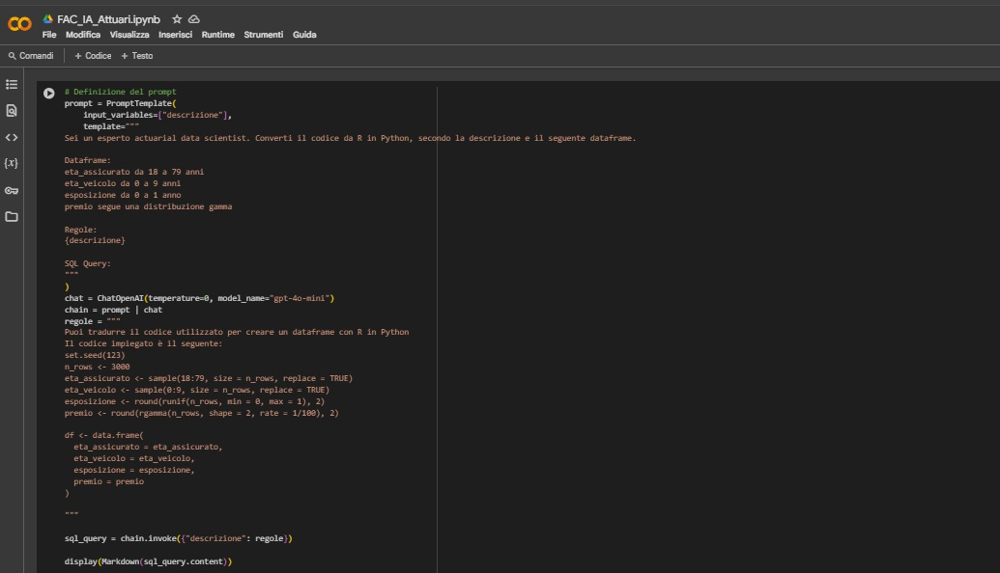 FAC_IA_Attuari.ipynb
File Modifica Visualizza Inserisci Runtime Strumenti Guida
Comandi + Codice + Testo
# Definizione del prompt
prompt = PromptTemplate(
    input_variables=["descrizione"],
    template="""
Sei un esperto actuarial data scientist. Converti il codice da R in Python, secondo la descrizione e il seguente dataframe.
Dataframe:
eta_assicurato da 18 a 79 anni
eta_veicolo da 0 a 9 anni
esposizione da 0 a 1 anno
premio segue una distribuzione gamma
Regole:
{descrizione}
SQL Query:
"""
)
chat = ChatOpenAI(temperature=0, model_name="gpt-4o-mini")
chain = prompt | chat
regole = """
Puoi tradurre il codice utilizzato per creare un dataframe con R in Python
Il codice impiegato è il seguente:
set.seed(123)
n_rows <- 3000
eta_assicurato <- sample(18:79, size = n_rows, replace = TRUE)
eta_veicolo <- sample(0:9, size = n_rows, replace = TRUE)
esposizione <- round(runif(n_rows, min = 0, max = 1), 2)
premio <- round(rgamma(n_rows, shape = 2, rate = 1/100), 2)
df <- data.frame(
  eta_assicurato = eta_assicurato,
  eta_veicolo = eta_veicolo,
  esposizione = esposizione,
  premio = premio
)
"""
sql_query = chain.invoke({"descrizione": regole})
display(Markdown(sql_query.content))